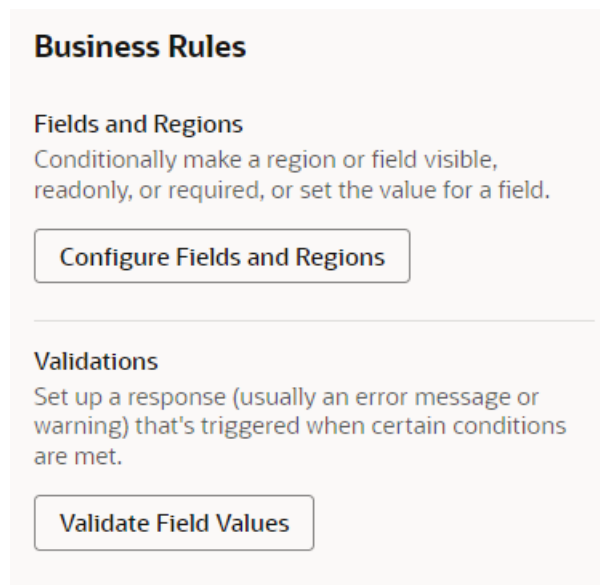 Business Rules
Fields and Regions
Conditionally make a region or field visible,
readonly, or required, or set the value for a field.
Configure Fields and Regions
Validations
Set up a response (usually an error message or
warning) that's triggered when certain conditions
are met.
Validate Field Values